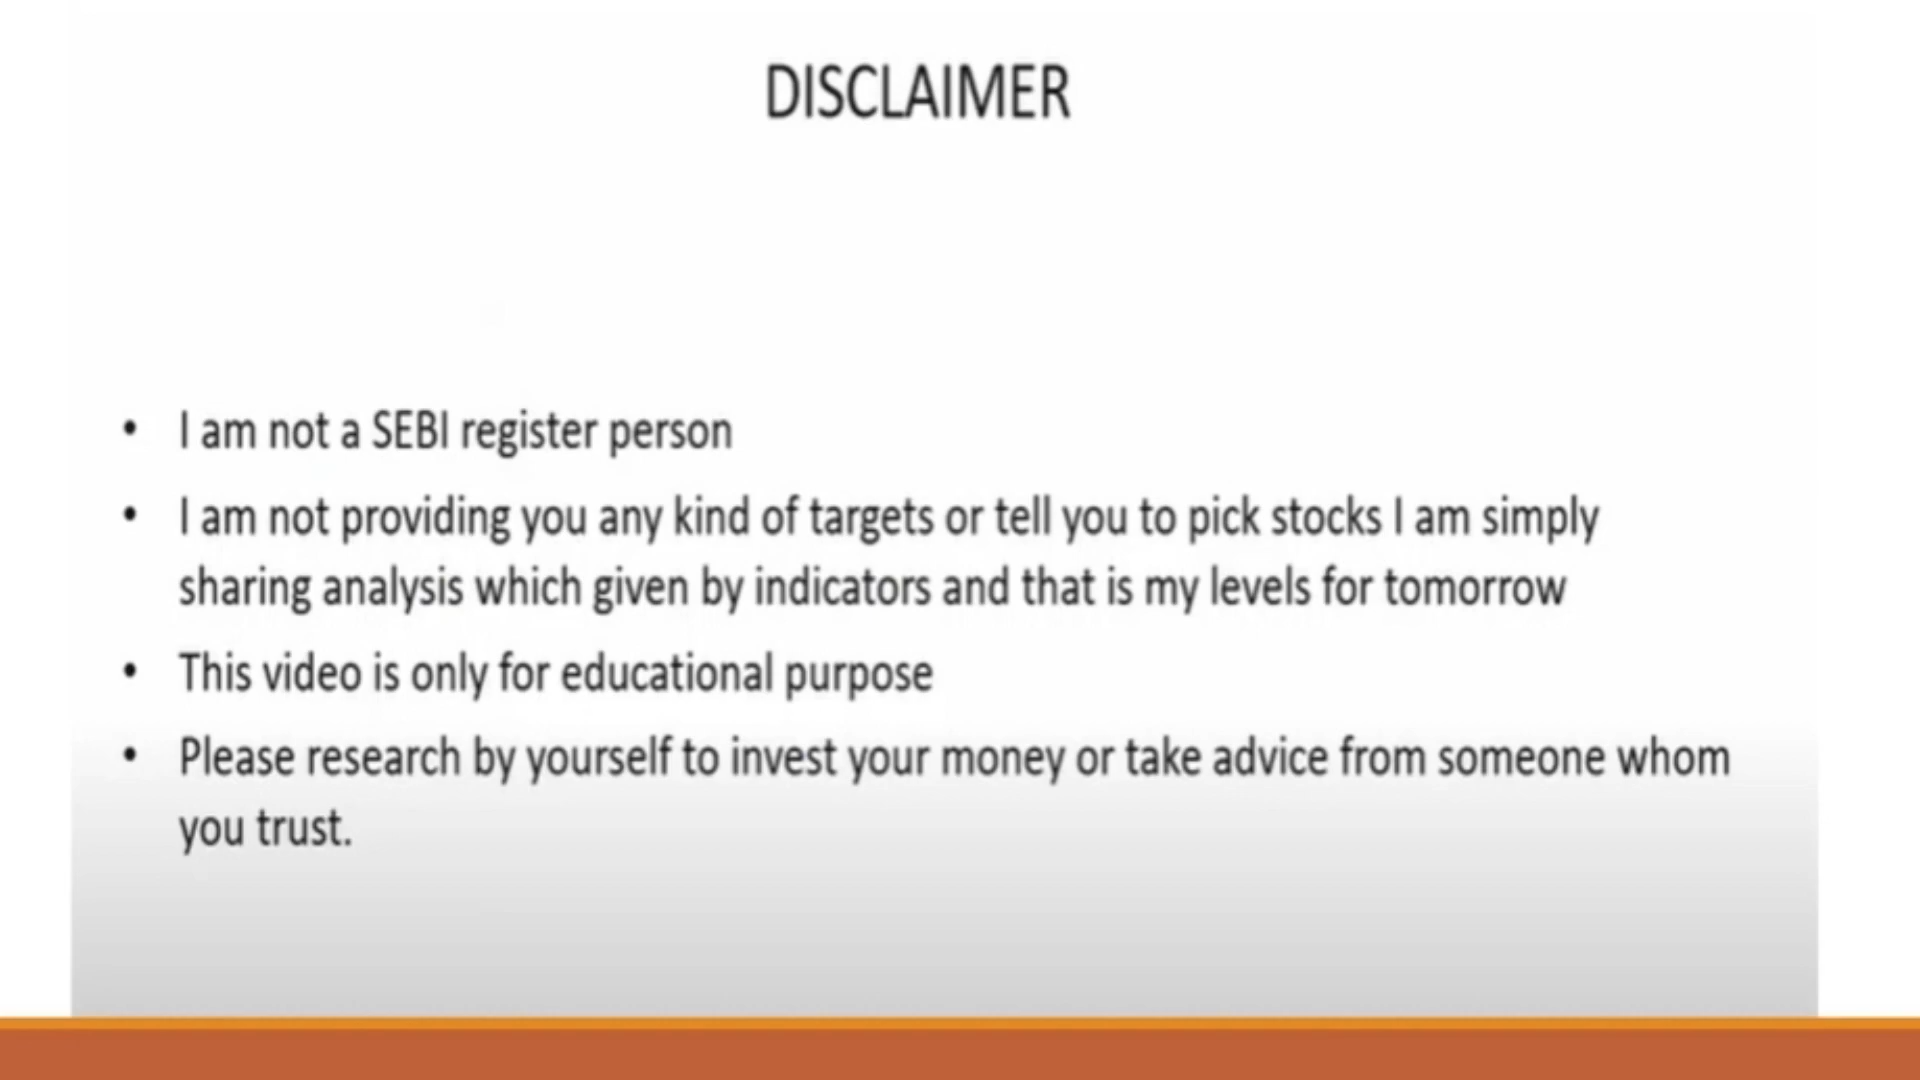 DISCLAIMER
• I am not a SEBI register person
• I am not providing you any kind of targets or tell you to pick stocks I am simply
sharing analysis which given by indicators and that is my levels for tomorrow
• This video is only for educational purpose
• Please research by yourself to invest your money or take advice from someone whom
you trust.